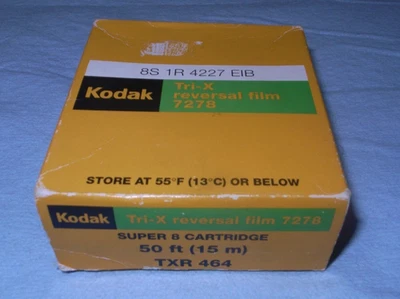 8S 1R 4227 EIB
Kodak Tri-X
reversal film
7278
STORE AT 55°F (13°C) OR BELOW
Kodak Tri-X reversal film 7278
SUPER 8 CARTRIDGE
50 ft (15 m)
TXR 464